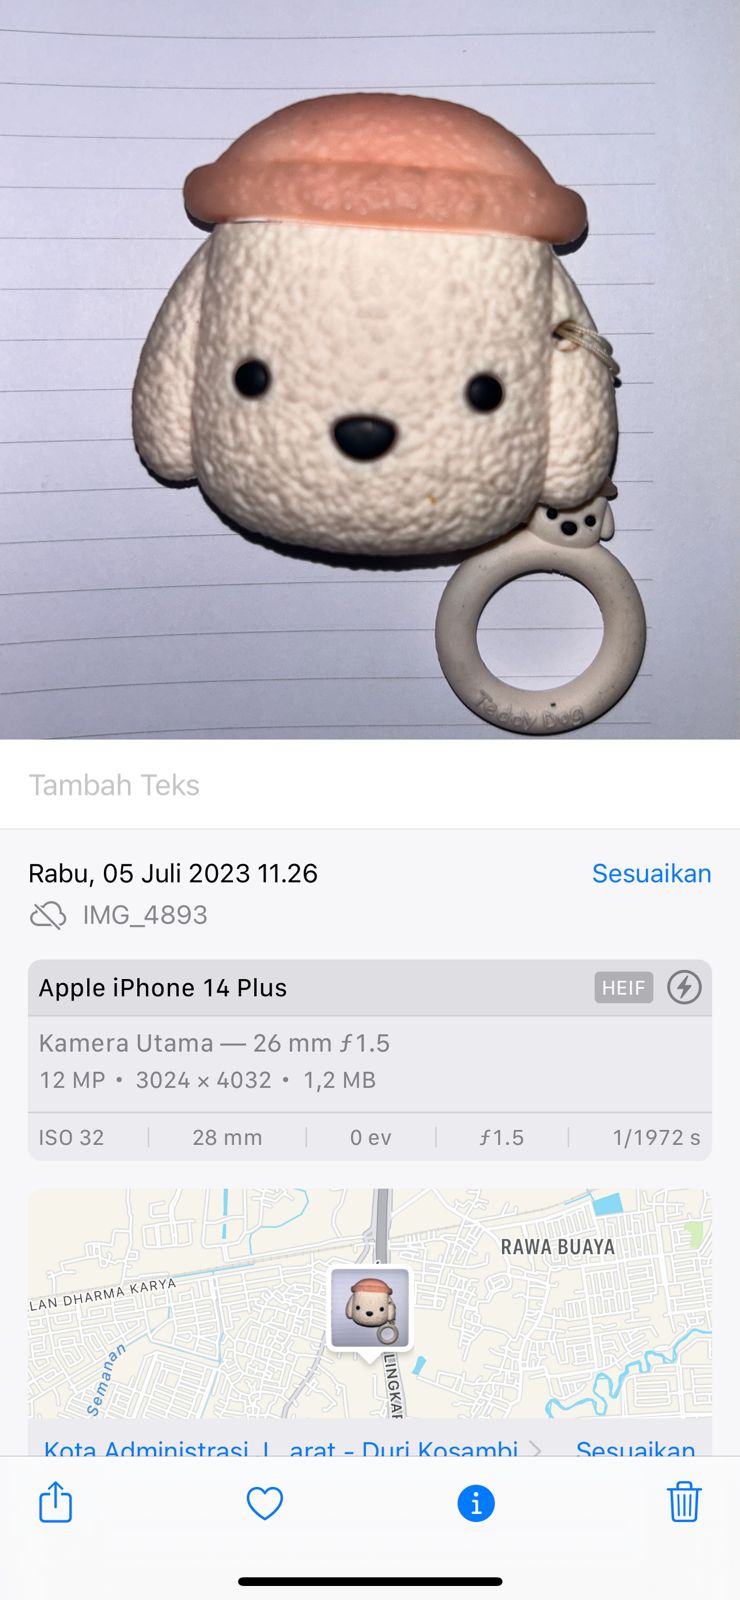 Tambah Teks
Rabu, 05 Juli 2023 11.26
Sesuaikan
IMG_4893
Apple iPhone 14 Plus
HEIF
Kamera Utama — 26 mm ƒ1.5
12 MP • 3024 × 4032 • 1,2 MB
ISO 32
28 mm
0 ev
ƒ1.5
1/1972 s
LAN DHARMA KARYA
Semanan
LINGKAR
RAWA BUAYA
Kota Administrasi
arat - Duri Kosambi
Sesuaikan
Teddy Dog